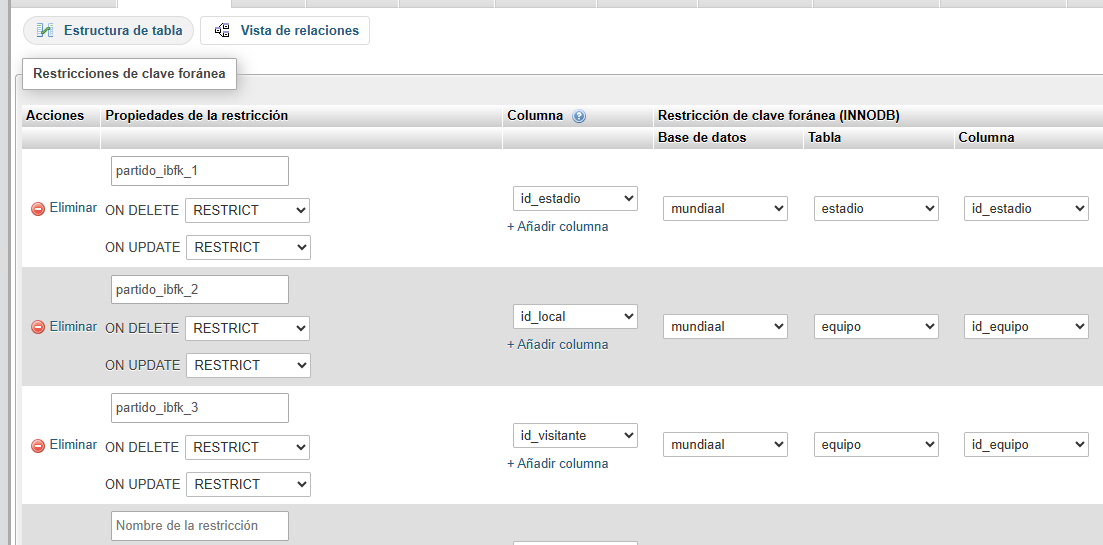 Estructura de tabla
Vista de relaciones
Restricciones de clave foránea
Acciones Propiedades de la restricción Columna Restricción de clave foránea (INNODB)
Base de datos Tabla Columna
partido_ibfk_1
Eliminar ON DELETE RESTRICT id_estadio mundiaal estadio id_estadio
+ Añadir columna
ON UPDATE RESTRICT
partido_ibfk_2
Eliminar ON DELETE RESTRICT id_local mundiaal equipo id_equipo
+ Añadir columna
ON UPDATE RESTRICT
partido_ibfk_3
Eliminar ON DELETE RESTRICT id_visitante mundiaal equipo id_equipo
+ Añadir columna
ON UPDATE RESTRICT
Nombre de la restricción